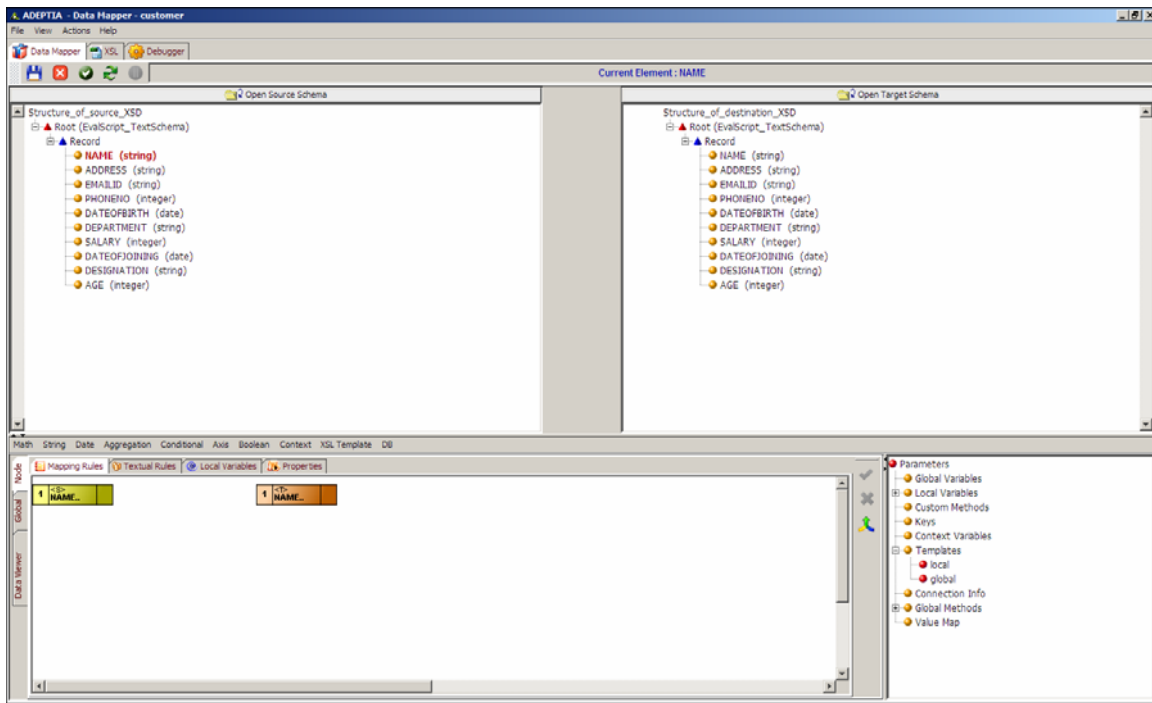 ADEPTIA - Data Mapper - customer
File View Actions Help
Data Mapper XSL Debugger
Current Element : NAME
Open Source Schema
Open Target Schema
Structure_of_source_XSD
Root (EvalScript_TextSchema)
Record
NAME (string)
ADDRESS (string)
EMAILID (string)
PHONENO (integer)
DATEOFBIRTH (date)
DEPARTMENT (string)
SALARY (integer)
DATEOFJOINING (date)
DESIGNATION (string)
AGE (integer)
Structure_of_destination_XSD
Root (EvalScript_TextSchema)
Record
NAME (string)
ADDRESS (string)
EMAILID (string)
PHONENO (integer)
DATEOFBIRTH (date)
DEPARTMENT (string)
SALARY (integer)
DATEOFJOINING (date)
DESIGNATION (string)
AGE (integer)
Math String Date Aggregation Conditional Axis Boolean Context XSL Template DB
Node
Global
Data Viewer
Mapping Rules Textual Rules Local Variables Properties
1 <S> NAME..
1 <T> NAME..
Parameters
Global Variables
Local Variables
Custom Methods
Keys
Context Variables
Templates
local
global
Connection Info
Global Methods
Value Map